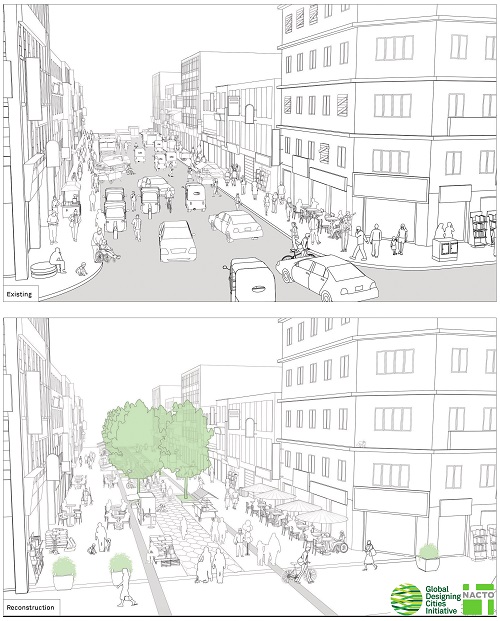 Existing
Reconstruction
Global
Designing
Cities
Initiative
NACTO